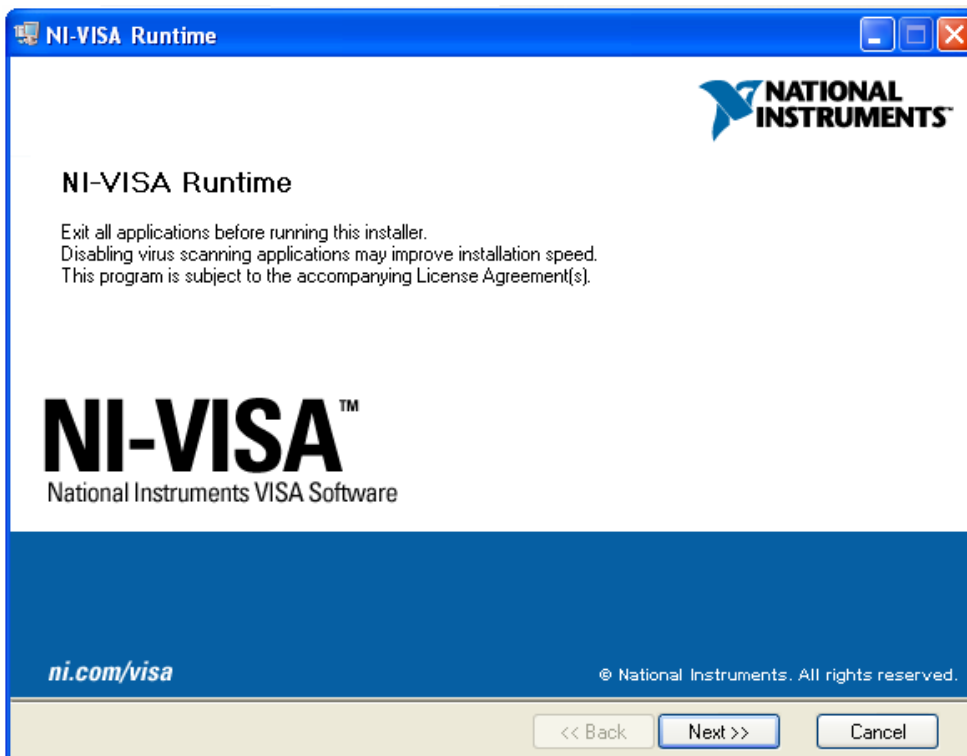 NI-VISA Runtime
NATIONAL
INSTRUMENTS™
NI-VISA Runtime
Exit all applications before running this installer.
Disabling virus scanning applications may improve installation speed.
This program is subject to the accompanying License Agreement(s).
NI-VISA™
National Instruments VISA Software
ni.com/visa
© National Instruments. All rights reserved.
<< Back Next >> Cancel